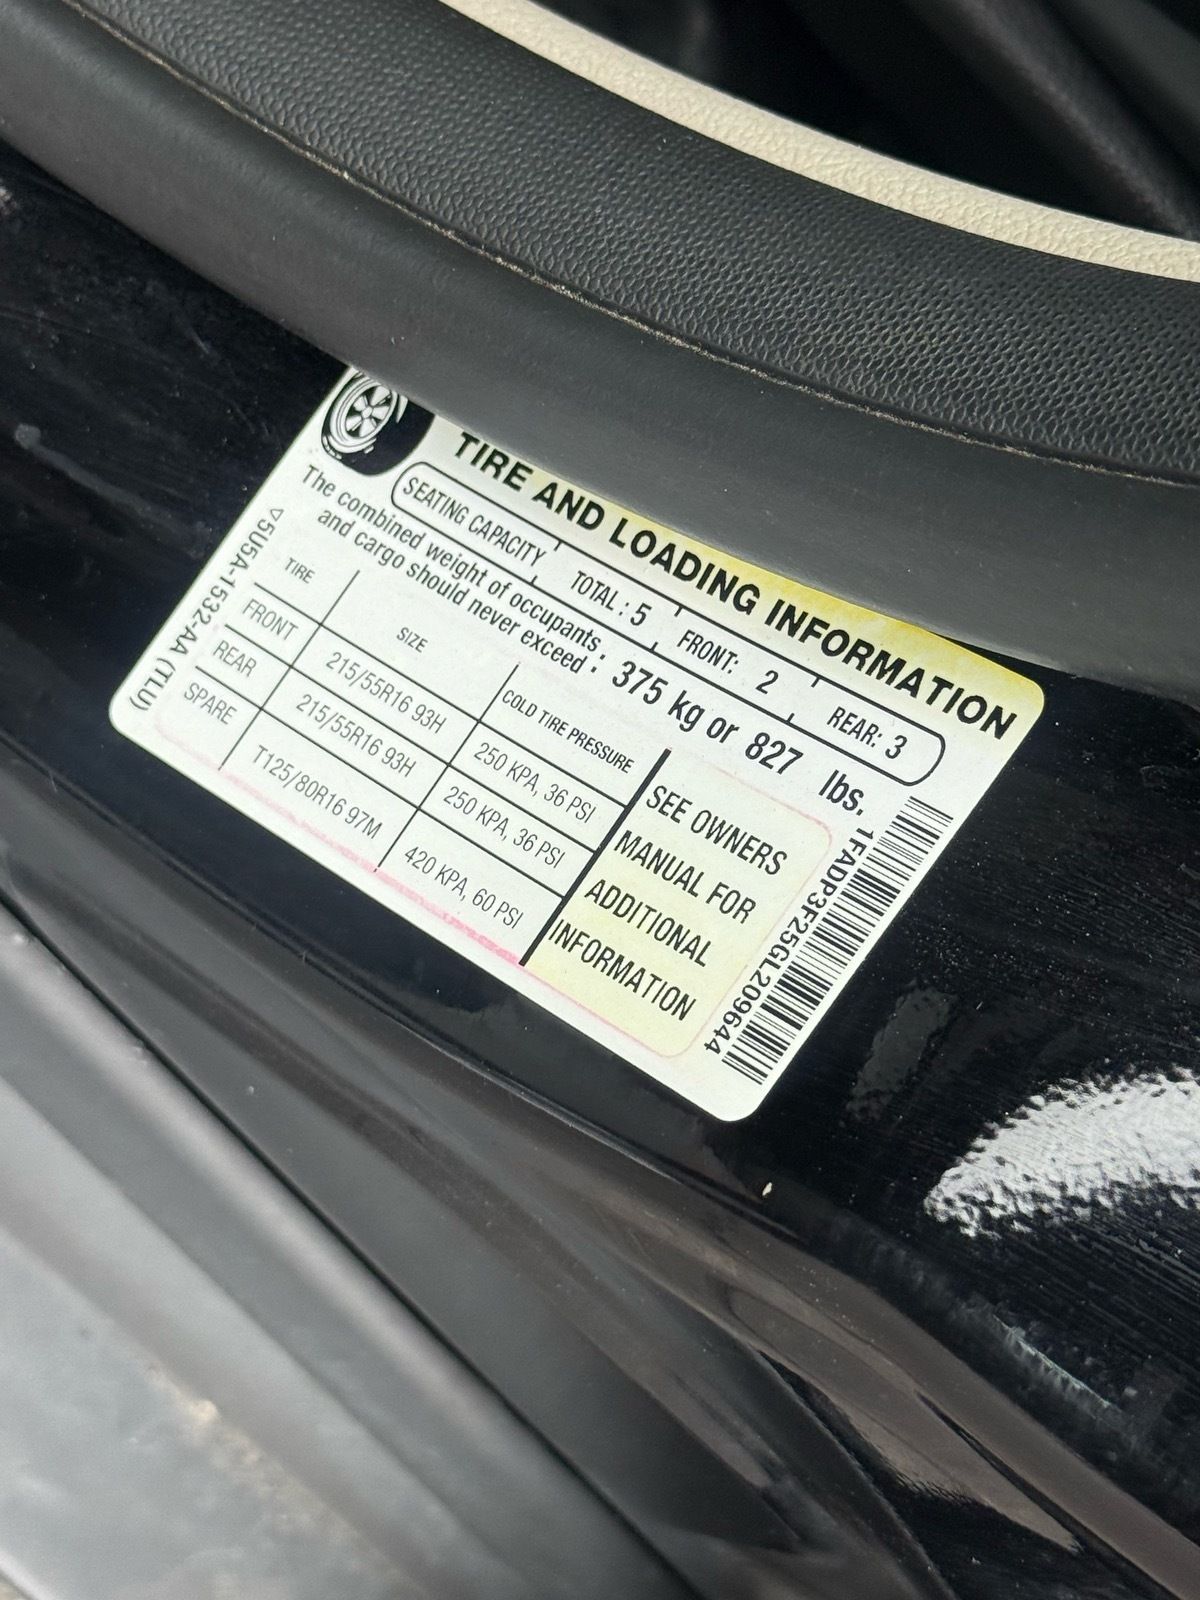 TIRE AND LOADING INFORMATION
SEATING CAPACITY TOTAL: 5 FRONT: 2 REAR: 3
The combined weight of occupants
and cargo should never exceed : 375 kg or 827 lbs.
TIRE SIZE COLD TIRE PRESSURE
FRONT 215/55R16 93H 250 KPA, 36 PSI
REAR 215/55R16 93H 250 KPA, 36 PSI
SPARE T125/80R16 97M 420 KPA, 60 PSI
SEE OWNERS
MANUAL FOR
ADDITIONAL
INFORMATION
5U5A-1532-AA (TLU)
1FADP3F25GL209644